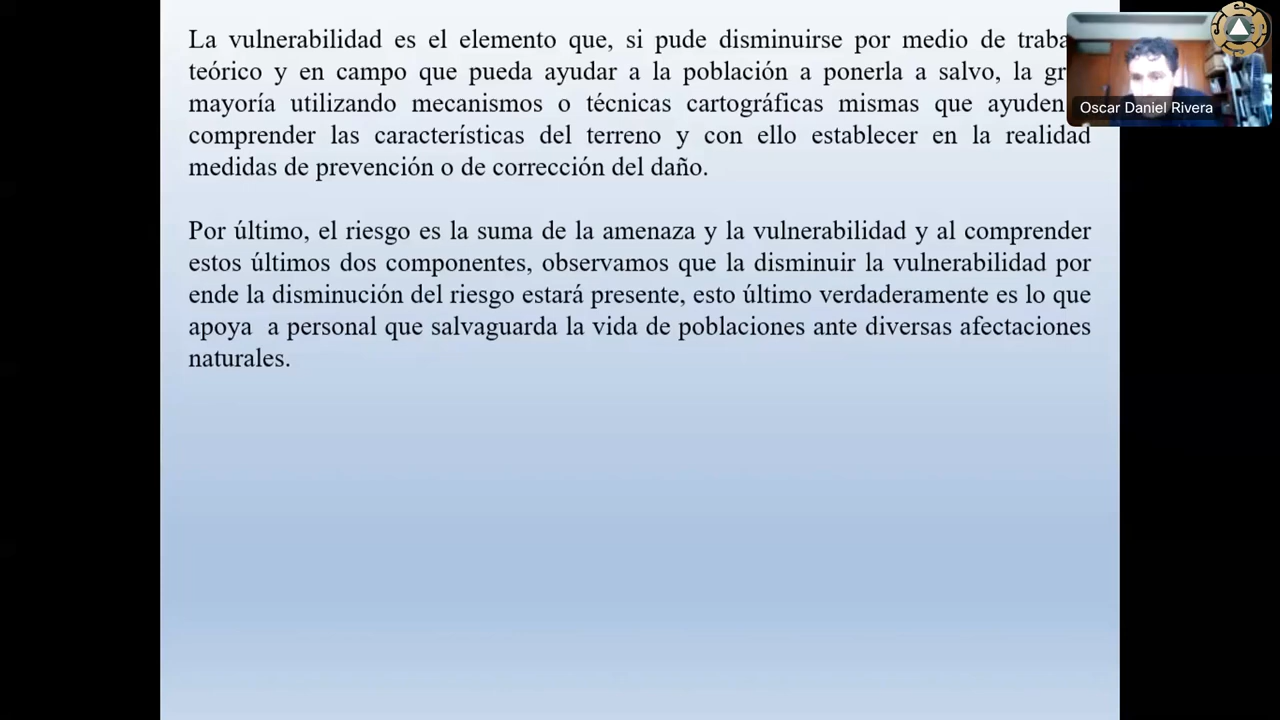 La vulnerabilidad es el elemento que, si pude disminuirse por medio de
teórico y en campo que pueda ayudar a la población a ponerla a salvo, la
mayoría utilizando mecanismos o técnicas cartográficas mismas que ayuden
comprender las características del terreno y con ello establecer en la realidad
medidas de prevención o de corrección del daño.
Por último, el riesgo es la suma de la amenaza y la vulnerabilidad y al comprender
estos últimos dos componentes, observamos que la disminuir la vulnerabilidad por
ende la disminución del riesgo estará presente, esto último verdaderamente es lo que
apoya  a personal que salvaguarda la vida de poblaciones ante diversas afectaciones
naturales.
Oscar Daniel Rivera